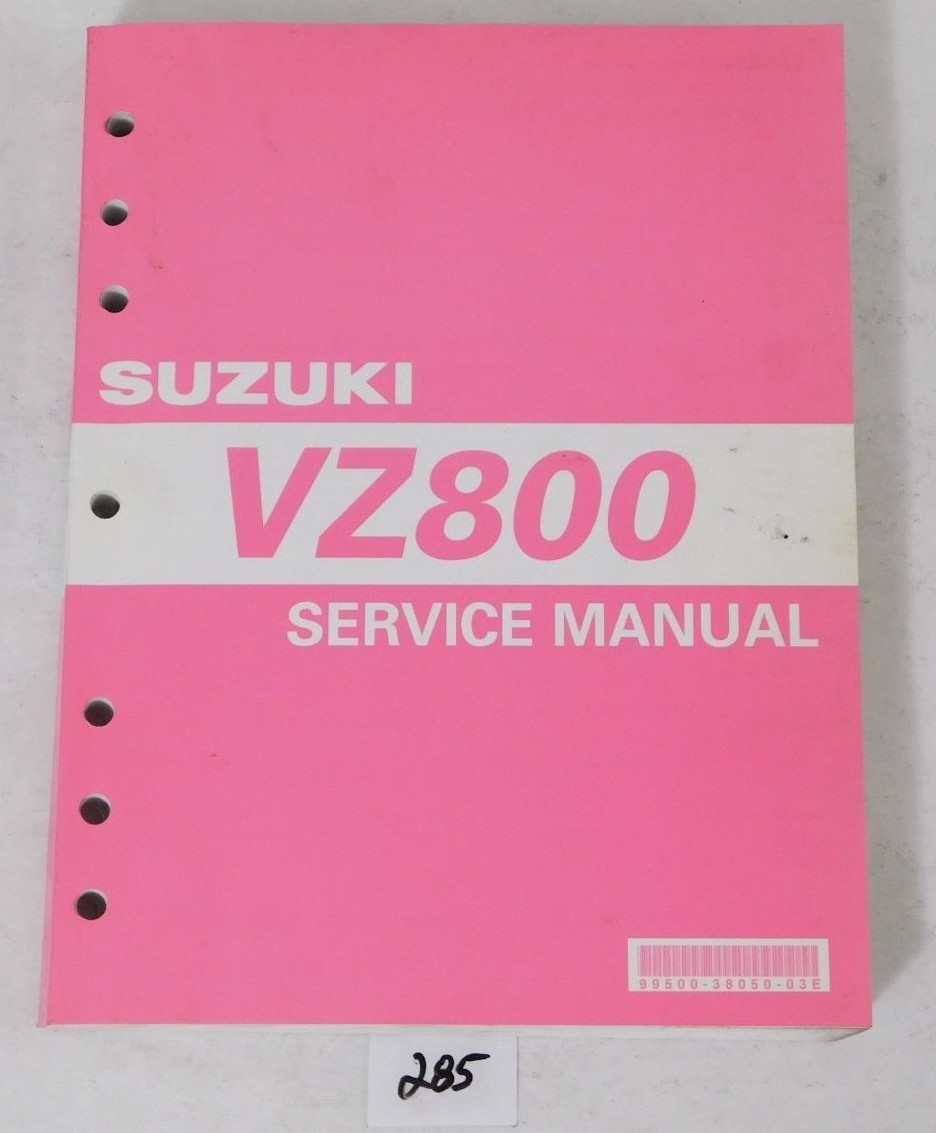 SUZUKI
VZ800
SERVICE MANUAL
99500-38050-03E
285